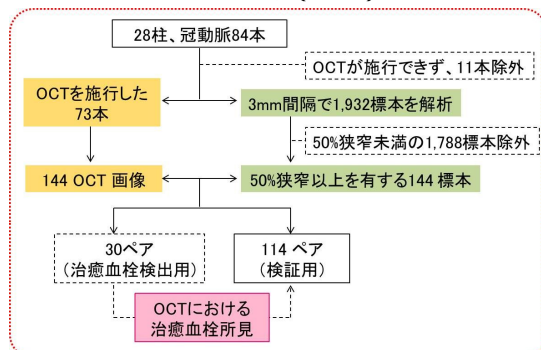 28柱、冠動脈84本
OCTが施行できず、11本除外
OCTを施行した
73本
3mm間隔で1,932標本を解析
50%狭窄未満の1,788標本除外
144 OCT 画像
50%狭窄以上を有する144 標本
30ペア
(治癒血栓検出用)
114 ペア
(検証用)
OCTにおける
治癒血栓所見